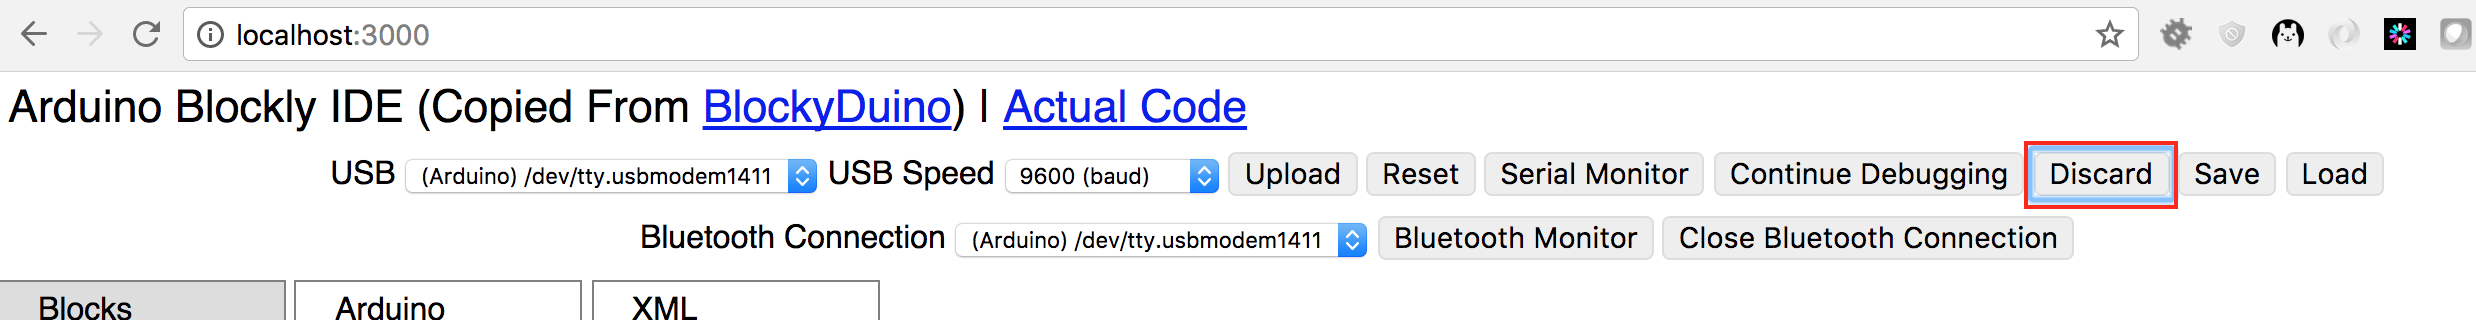 localhost:3000
Arduino Blockly IDE (Copied From BlockyDuino) | Actual Code
USB (Arduino) /dev/tty.usbmodem1411 USB Speed 9600 (baud) Upload Reset Serial Monitor Continue Debugging Discard Save Load
Bluetooth Connection (Arduino) /dev/tty.usbmodem1411 Bluetooth Monitor Close Bluetooth Connection
Blocks Arduino XML